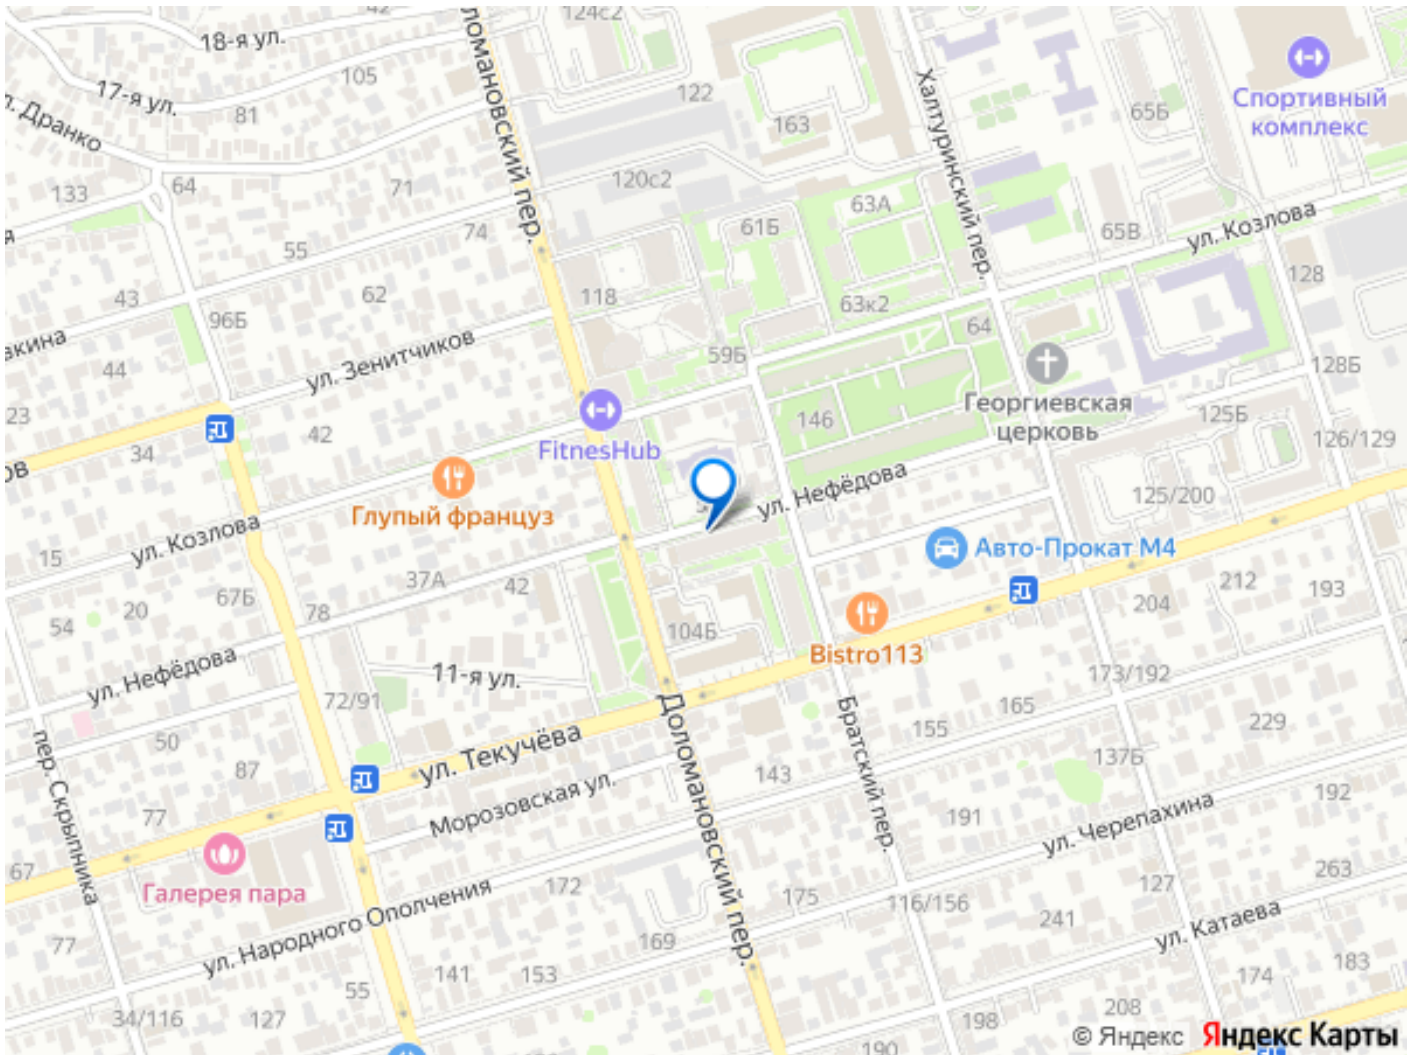 124с2
42
18-я ул.
105
17-я ул.
81
л. Дранко
Доломановский пер.
122
163
Халтуринский пер.
65Б
Спортивный
комплекс
133
64
71
120с2
63А
61Б
65В
ул. Козлова
74
55
62
43
96Б
118
63к2
64
128
ул. Зенитчиков
59Б
44
128Б
23
42
34
FitnesHub
146
Георгиевская
церковь
125Б
126/129
ов
Глупый француз
ул. Нефёдова
125/200
ул. Козлова
15
37А
42
Авто-Прокат М4
212
193
204
67Б
20
78
54
104Б
Bistro113
ул. Нефёдова
11-я ул.
72/91
173/192
165
155
229
50
87
пер. Скрыпника
ул. Текучёва
Доломановский пер.
Братский пер.
143
137Б
Морозовская ул.
77
191
ул. Черепахина
192
67
Галерея пара
172
175
116/156
127
263
ул. Народного Ополчения
241
ул. Катаева
77
169
141
153
183
174
55
34/116
127
208
198
190
© Яндекс Яндекс Карты